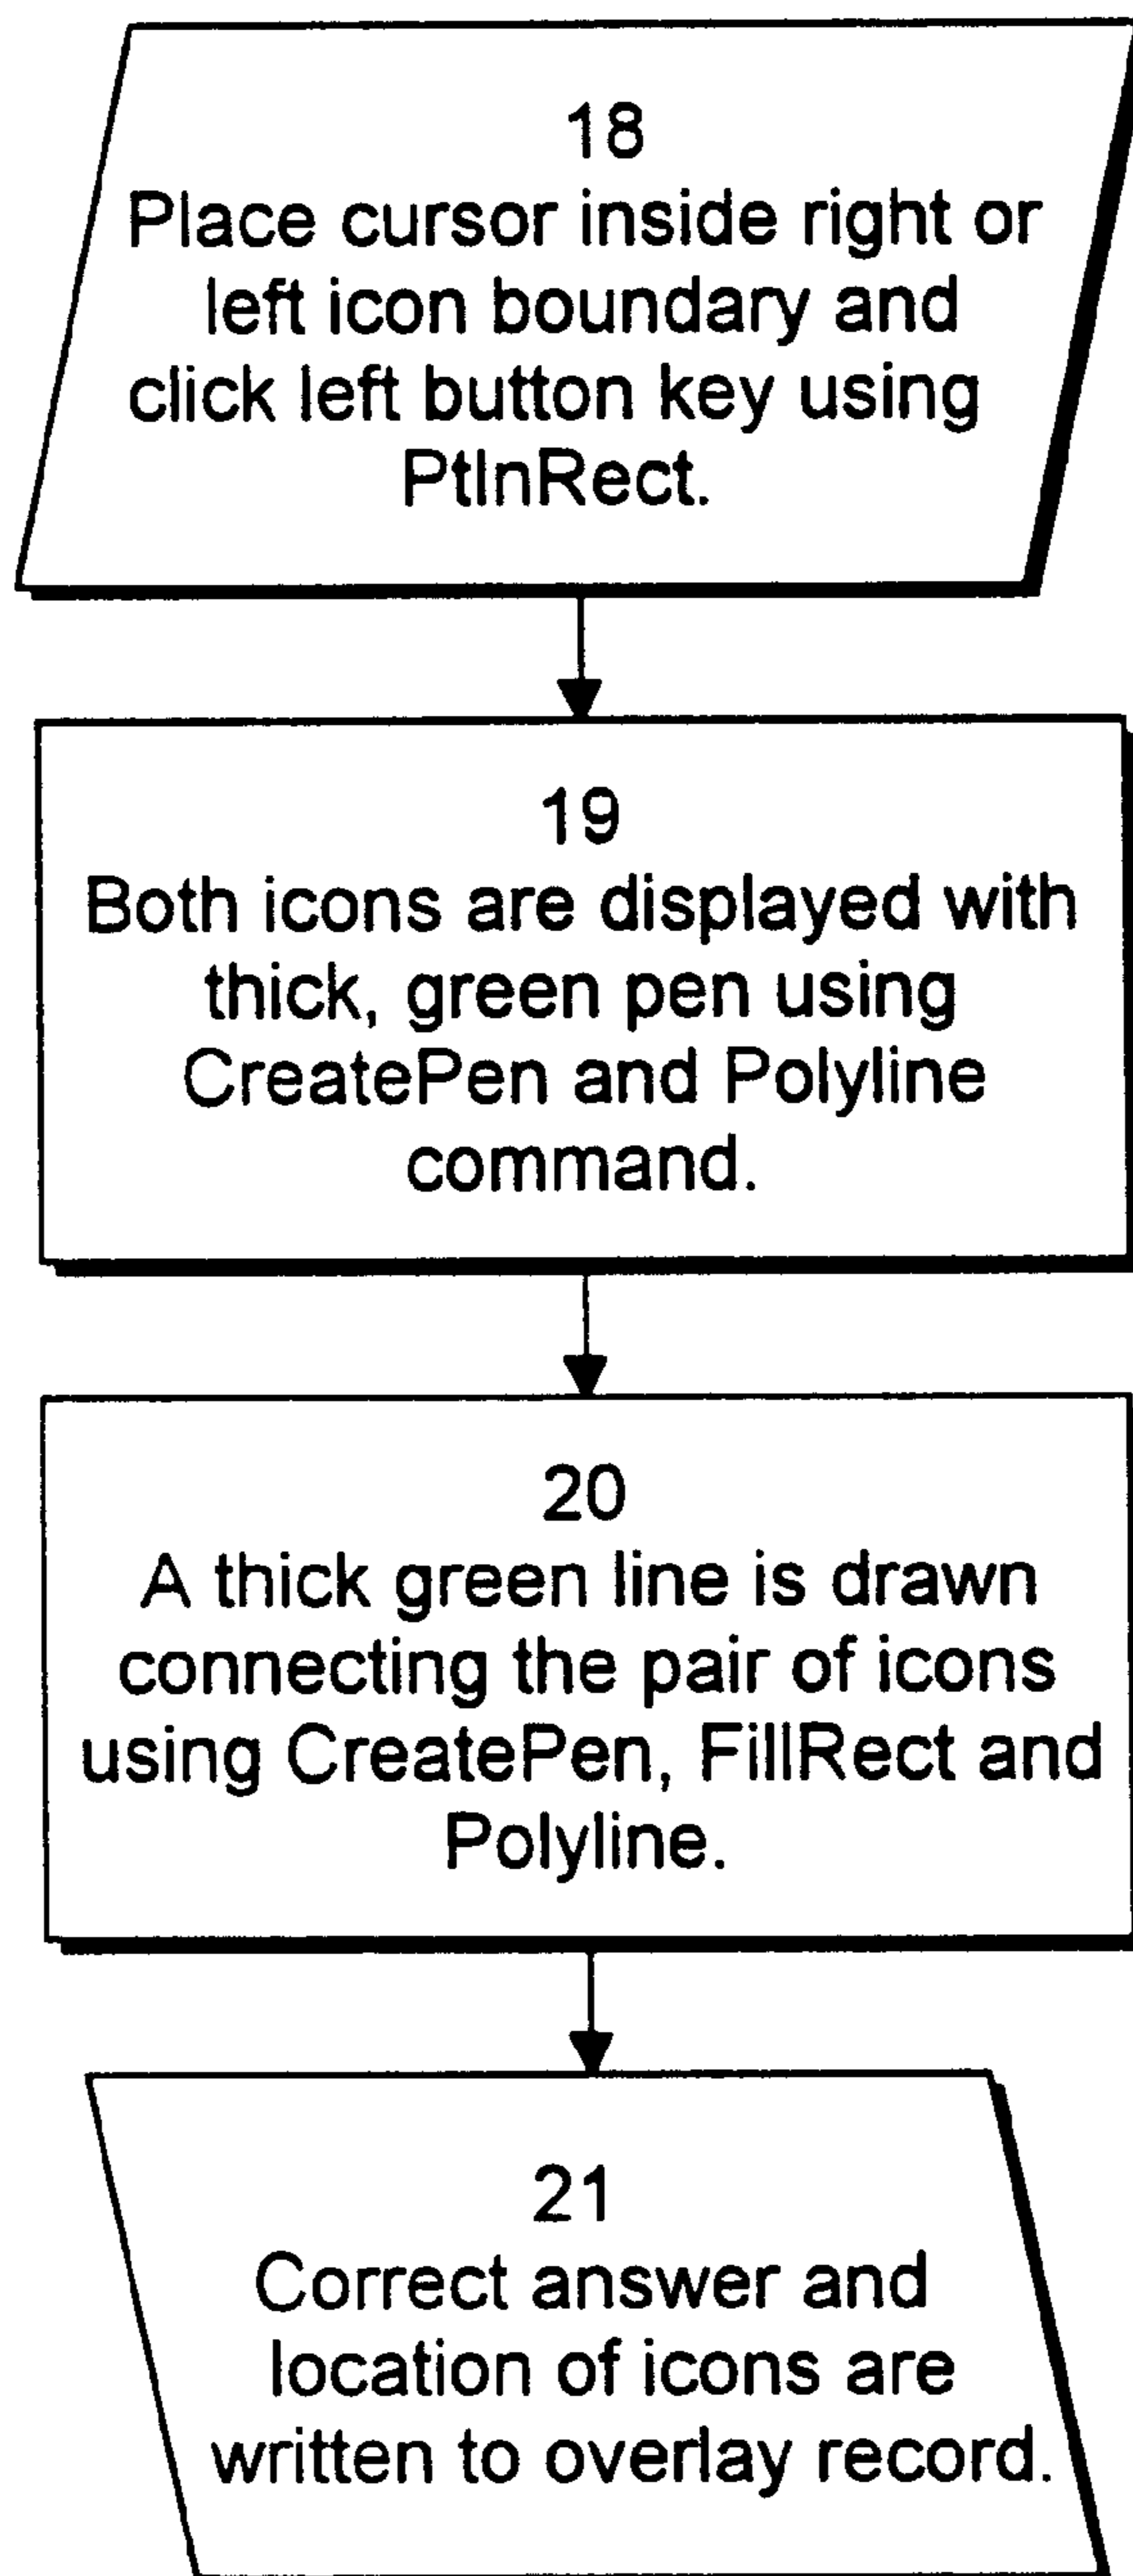 18
Place cursor inside right or
left icon boundary and
click left button key using
PtInRect.
19
Both icons are displayed with
thick, green pen using
CreatePen and Polyline
command.
20
A thick green line is drawn
connecting the pair of icons
using CreatePen, FillRect and
Polyline.
21
Correct answer and
location of icons are
written to overlay record.